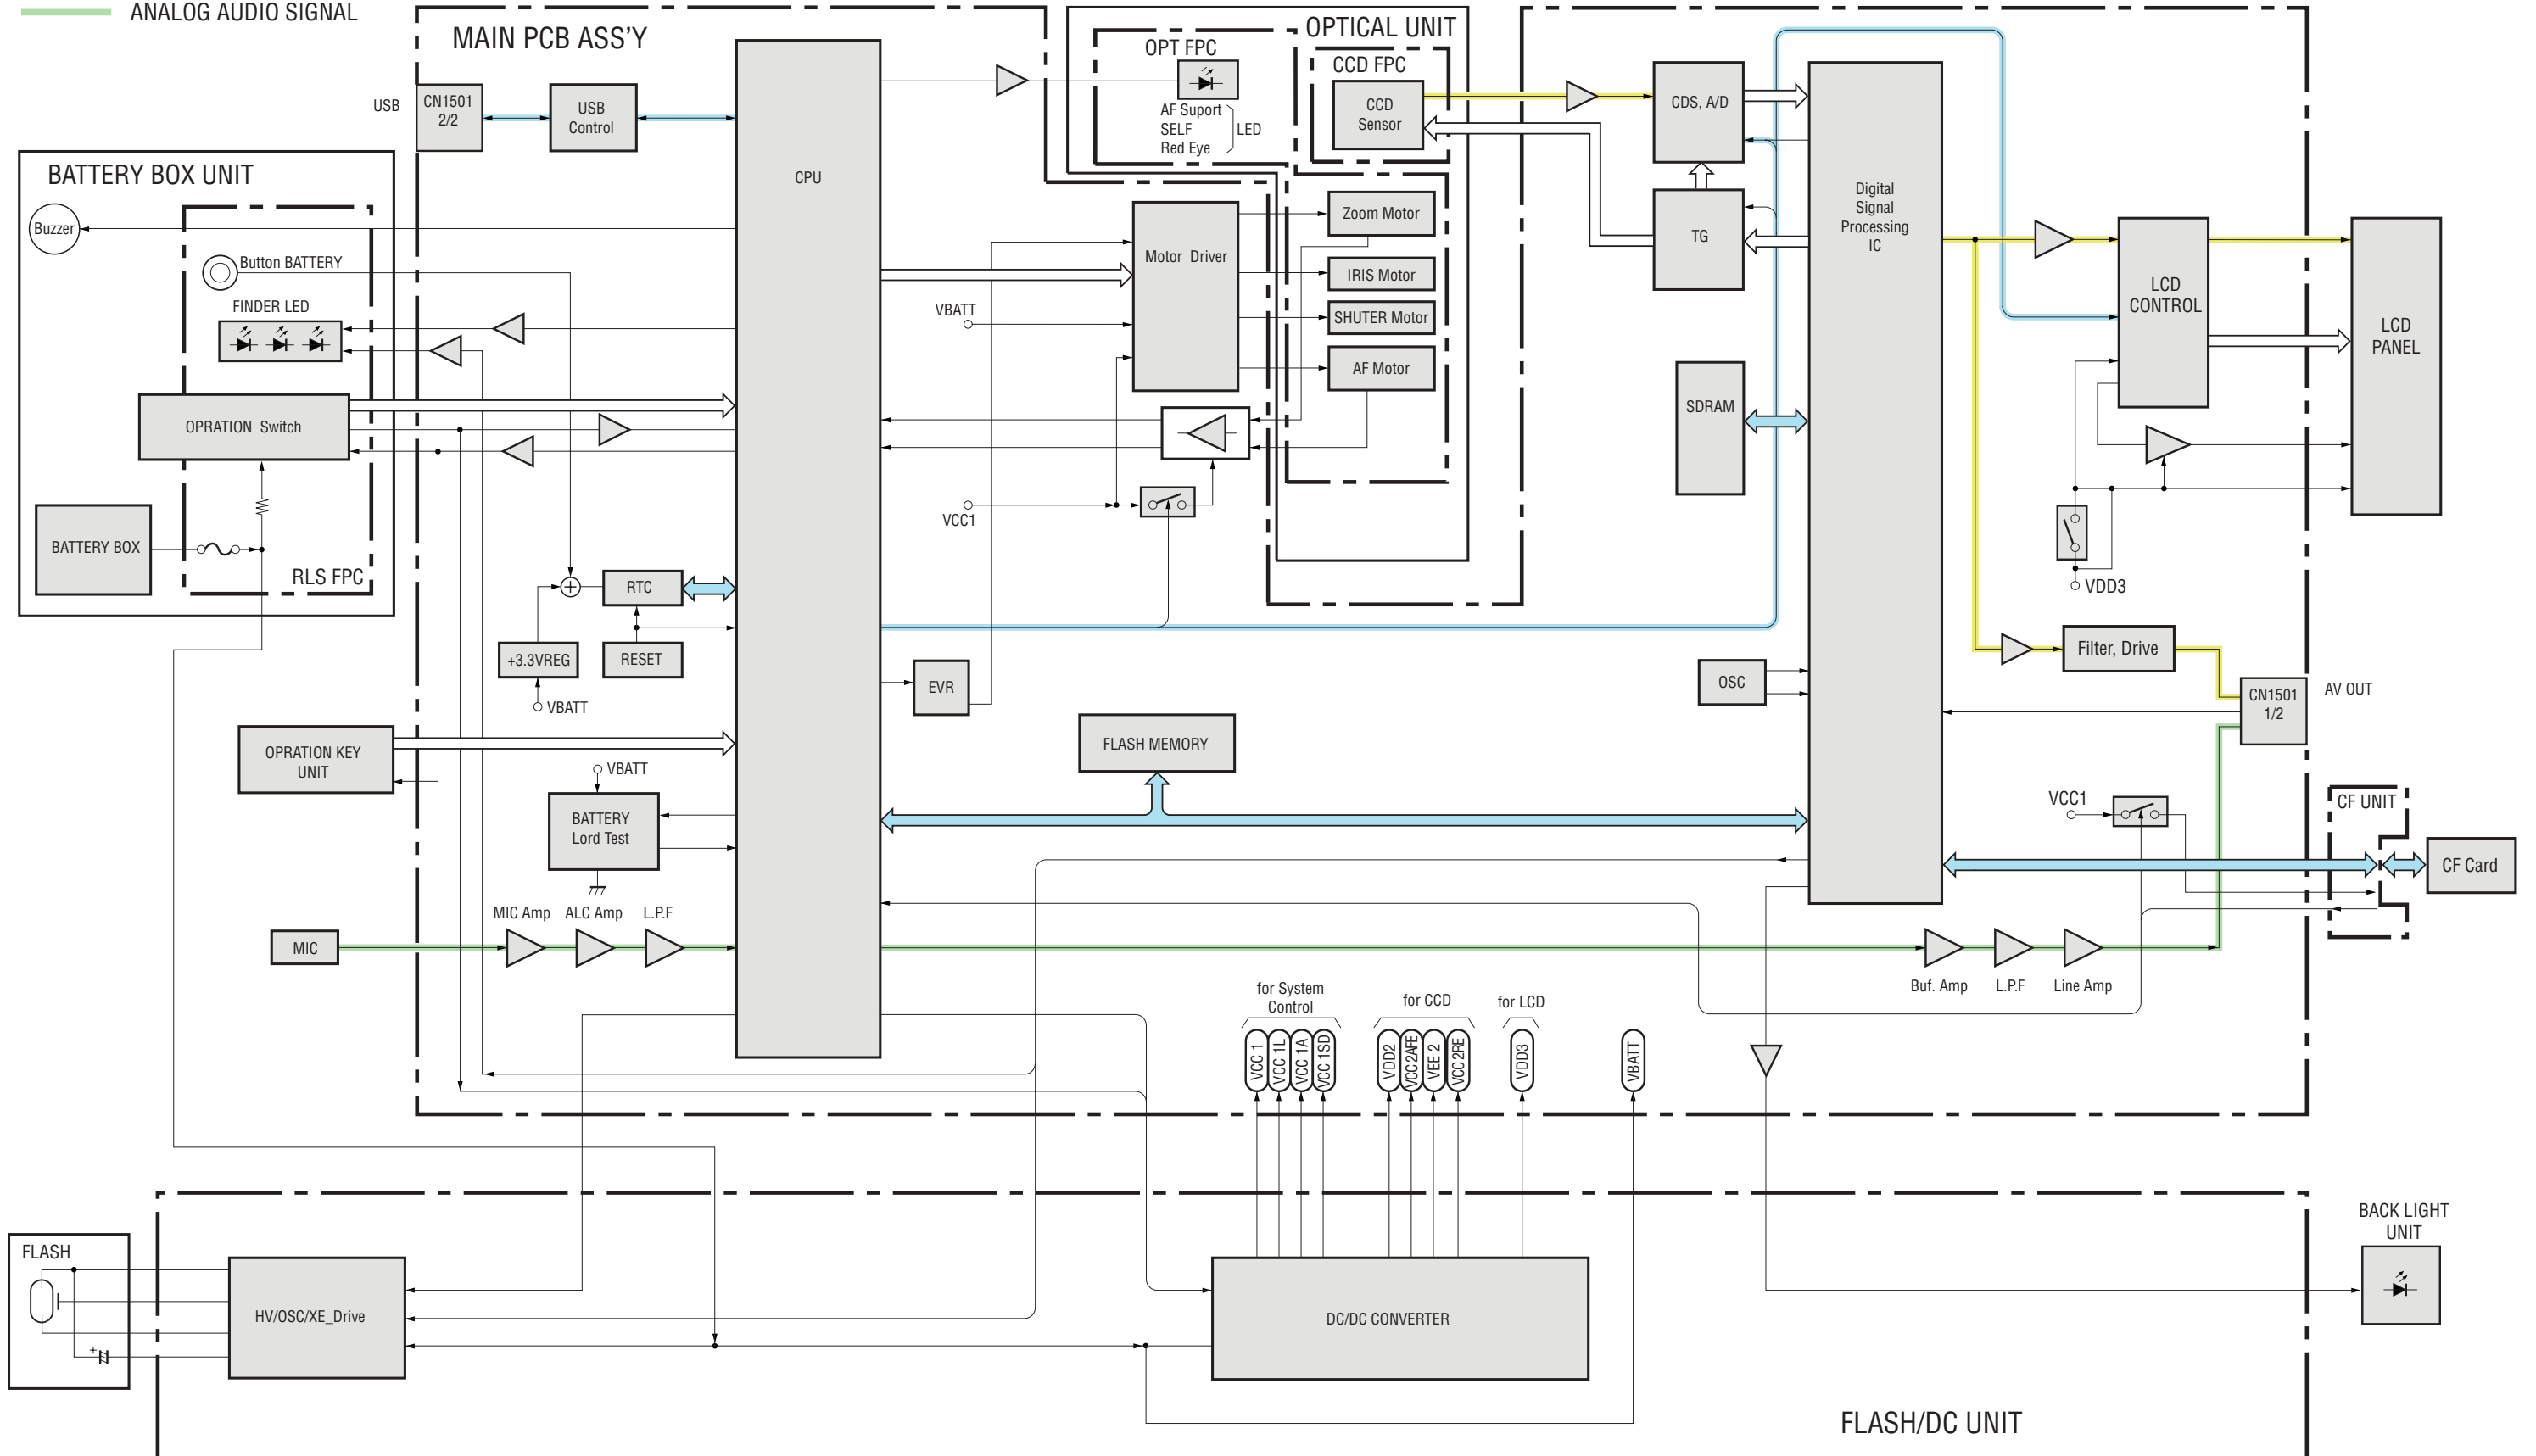 ANALOG AUDIO SIGNAL
MAIN PCB ASS'Y
OPTICAL UNIT
OPT FPC
CCD FPC
AF Suport
SELF
Red Eye
LED
CCD
Sensor
CDS, A/D
TG
Digital
Signal
Processing
IC
USB
CN1501
2/2
USB
Control
CPU
BATTERY BOX UNIT
Buzzer
Button BATTERY
FINDER LED
OPRATION Switch
BATTERY BOX
RLS FPC
Motor Driver
VBATT
VCC1
Zoom Motor
IRIS Motor
SHUTER Motor
AF Motor
SDRAM
LCD
CONTROL
LCD
PANEL
VDD3
RTC
+3.3VREG
RESET
VBATT
EVR
OSC
Filter, Drive
CN1501
1/2
AV OUT
OPRATION KEY
UNIT
FLASH MEMORY
VBATT
BATTERY
Lord Test
VCC1
CF UNIT
CF Card
MIC Amp
ALC Amp
L.P.F
MIC
Buf. Amp
L.P.F
Line Amp
for System
Control
for CCD
for LCD
VCC 1
VCC 1L
VCC 1A
VCC 1SD
VDD2
VCC 2AFE
VEE 2
VCC 2RE
VDD3
VBATT
FLASH
+
HV/OSC/XE_Drive
DC/DC CONVERTER
BACK LIGHT
UNIT
FLASH/DC UNIT